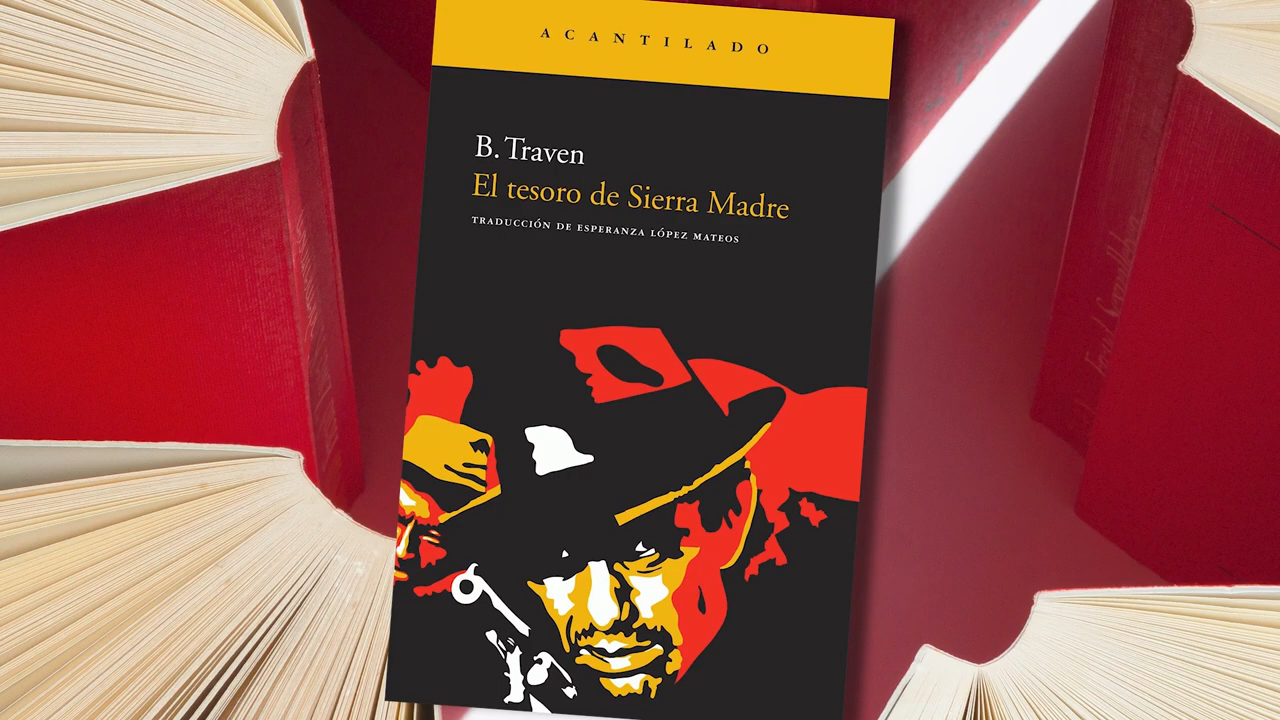 ACANTILADO
B. Traven
El tesoro de Sierra Madre
TRADUCCIÓN DE ESPERANZA LÓPEZ MATEOS